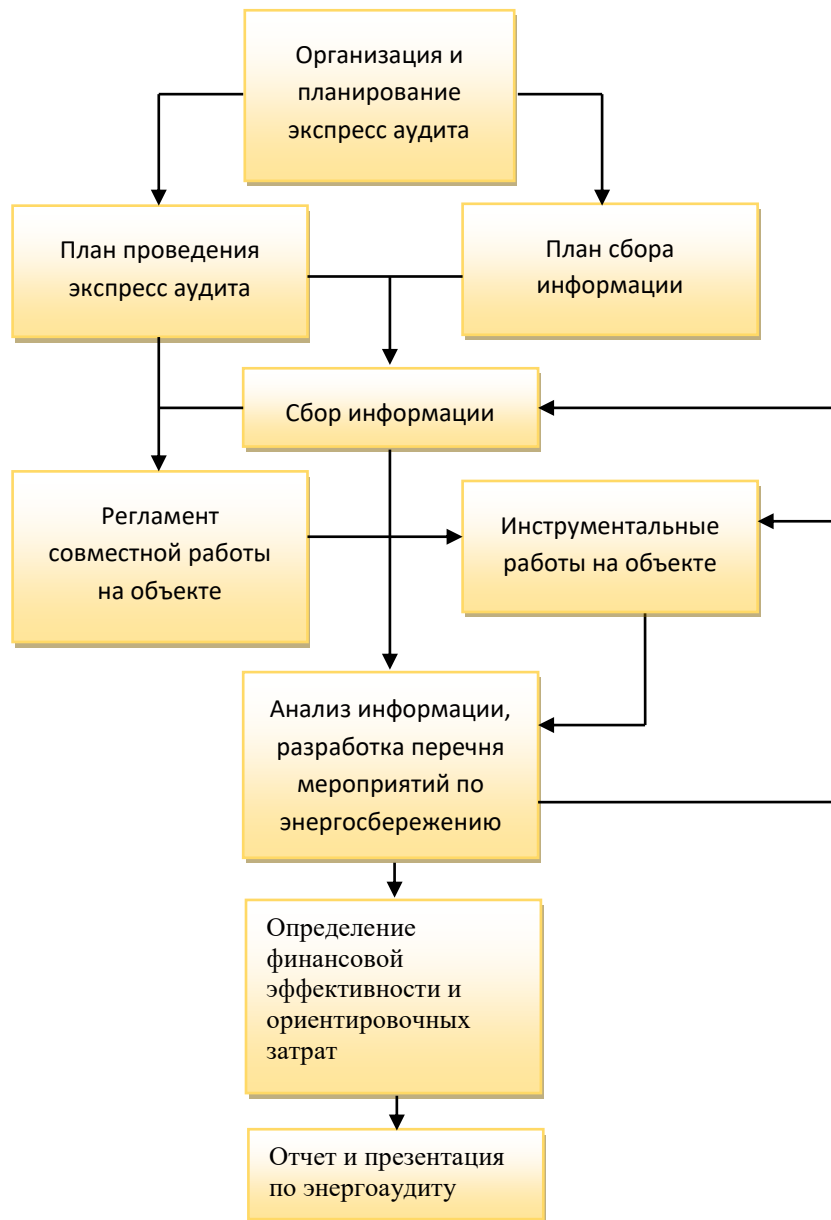 Организация и
планирование
экспресс аудита
План проведения
экспресс аудита
План сбора
информации
Сбор информации
Регламент
совместной работы
на объекте
Инструментальные
работы на объекте
Анализ информации,
разработка перечня
мероприятий по
энергосбережению
Определение
финансовой
эффективности и
ориентировочных
затрат
Отчет и презентация
по энергоаудиту